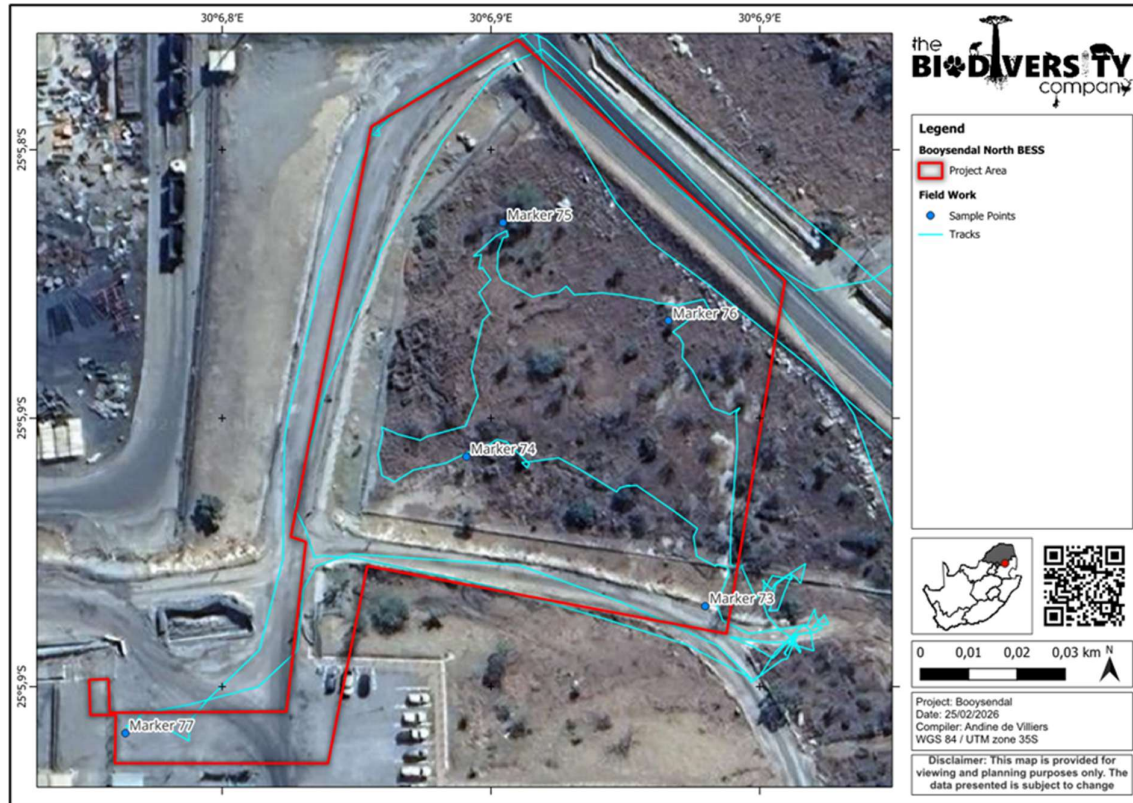 30°6,8'E
30°6,9'E
30°6,9'E
25°5,8'S
25°5,9'S
25°5,9'S
Marker 75
Marker 76
Marker 74
Marker 73
Marker 77
the
BIODIVERSITY
company
Legend
Booysendal North BESS
Project Area
Field Work
Sample Points
Tracks
0 0,01 0,02 0,03 km
N
Project: Booysendal
Date: 25/02/2026
Compiler: Andine de Villiers
WGS 84 / UTM zone 35S
Disclaimer: This map is provided for
viewing and planning purposes only. The
data presented is subject to change